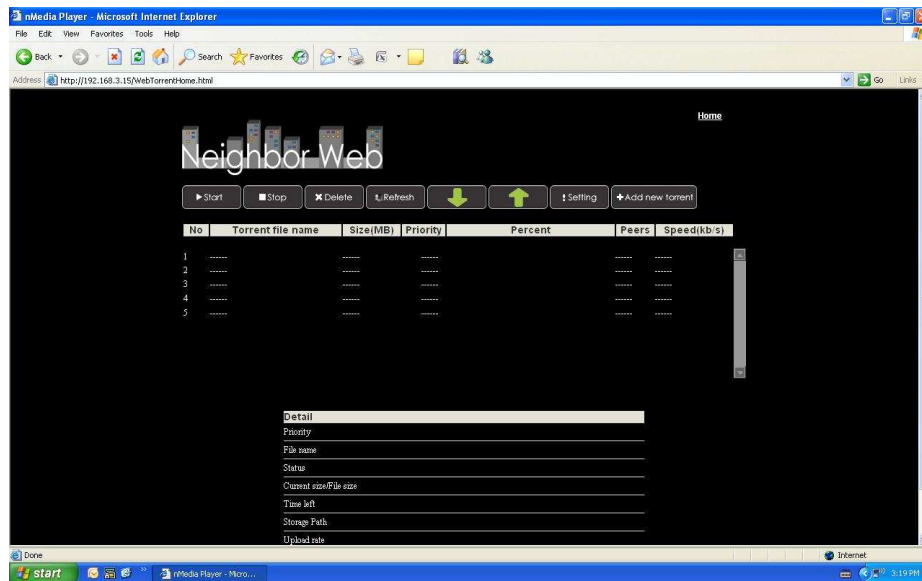 nMedia Player - Microsoft Internet Explorer
File Edit View Favorites Tools Help
Back Search Favorites
Address http://192.168.3.15/WebTorrentHome.html Go Links
Home
Neighbor Web
Start Stop Delete Refresh Setting Add new torrent
No Torrent file name Size(MB) Priority Percent Peers Speed(kb/s)
1 ------ ------ ------ ------ ------
2 ------ ------ ------ ------ ------
3 ------ ------ ------ ------ ------
4 ------ ------ ------ ------ ------
5 ------ ------ ------ ------ ------
Detail
Priority
File name
Status
Current size/File size
Time left
Storage Path
Upload rate
Done Internet
start nMedia Player - Micro... 3:19 PM